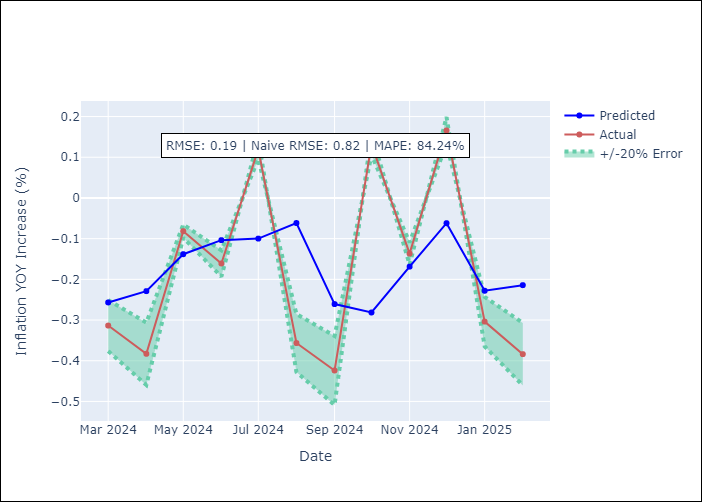 RMSE: 0.19 | Naive RMSE: 0.82 | MAPE: 84.24%
Predicted
Actual
+/-20% Error
Inflation YOY Increase (%)
0.2
0.1
0
−0.1
−0.2
−0.3
−0.4
−0.5
Mar 2024 May 2024 Jul 2024 Sep 2024 Nov 2024 Jan 2025
Date